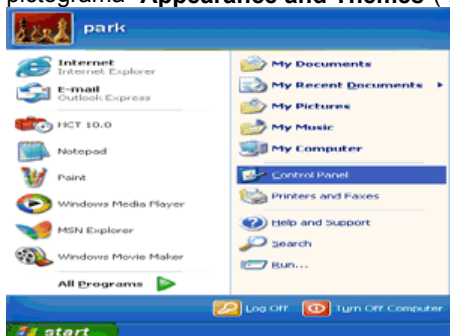 pictograma "Appearance and Themes" (
park
Internet
Internet Explorer
E-mail
Outlook Express
HCT 10.0
Notepad
Paint
Windows Media Player
MSN Explorer
Windows Movie Maker
All Programs
My Documents
My Recent Documents
My Pictures
My Music
My Computer
Control Panel
Printers and Faxes
Help and Support
Search
Run...
Log Off
Turn Off Computer
start